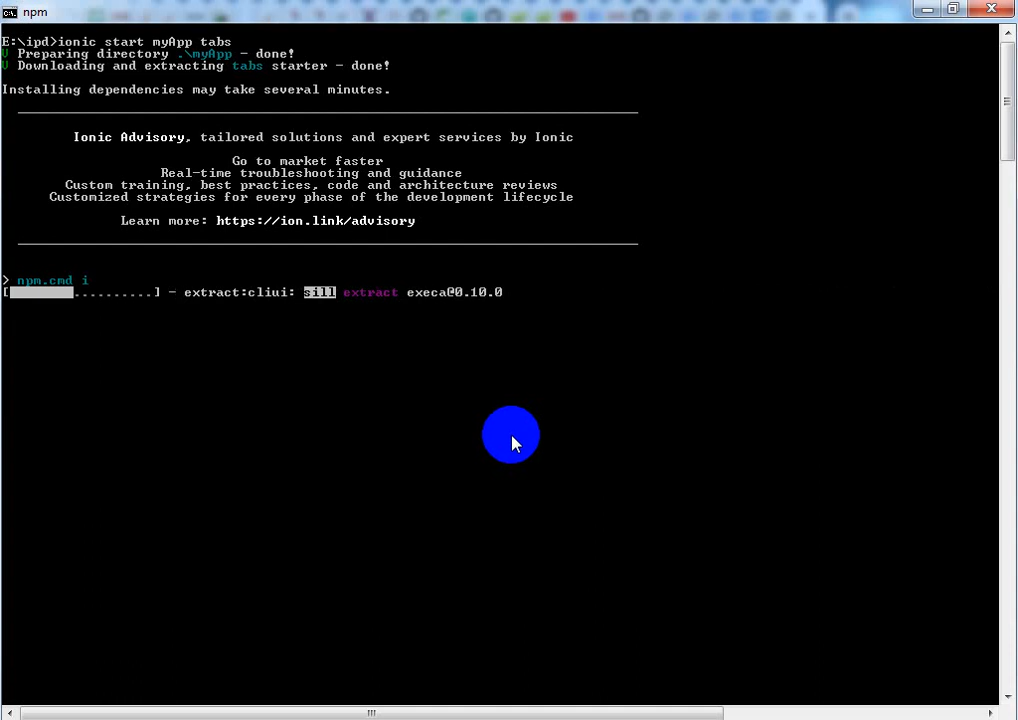 npm
E:\ipd>ionic start myApp tabs
V Preparing directory .\myApp - done!
V Downloading and extracting tabs starter - done!
Installing dependencies may take several minutes.
Ionic Advisory, tailored solutions and expert services by Ionic
Go to market faster
Real-time troubleshooting and guidance
Custom training, best practices, code and architecture reviews
Customized strategies for every phase of the development lifecycle
Learn more: https://ion.link/advisory
> npm.cmd i
[        ..........] - extract:cliui: sill extract execa@0.10.0